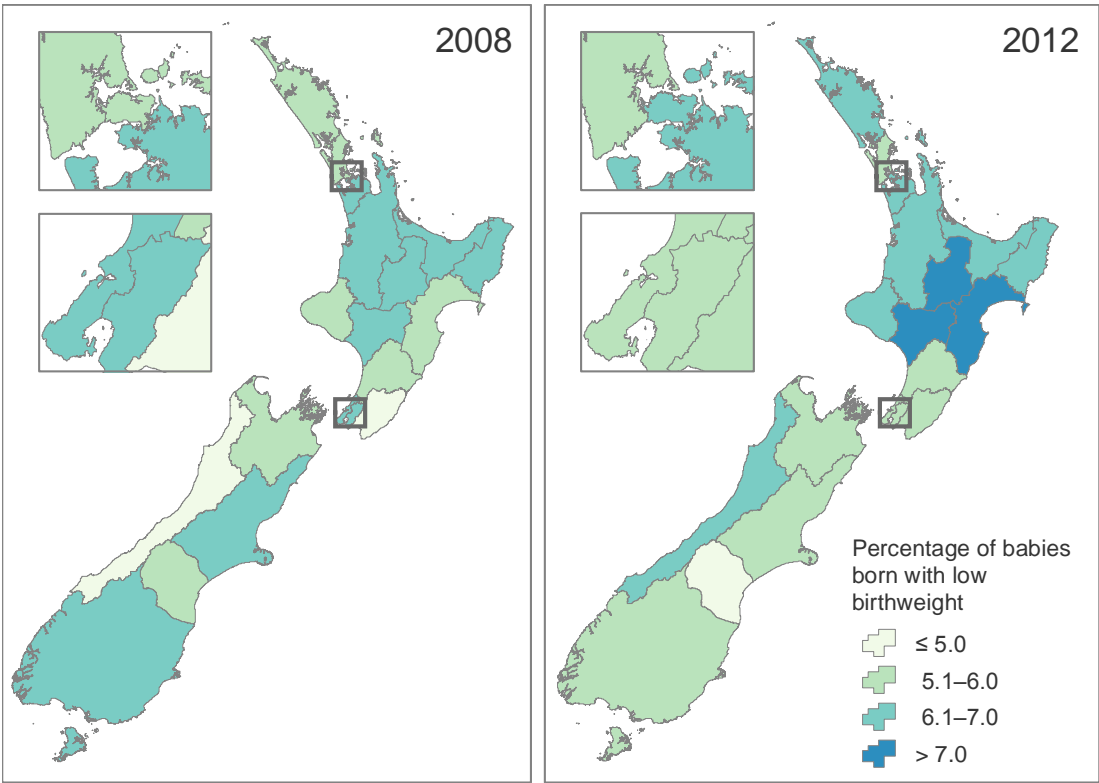 2008
2012
Percentage of babies
born with low
birthweight
≤ 5.0
5.1–6.0
6.1–7.0
> 7.0